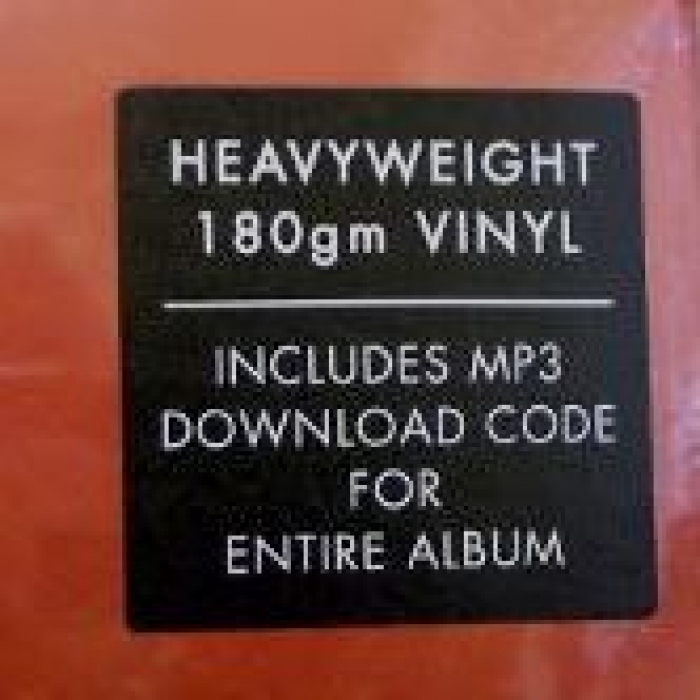 HEAVYWEIGHT
180gm VINYL
INCLUDES MP3
DOWNLOAD CODE
FOR
ENTIRE ALBUM